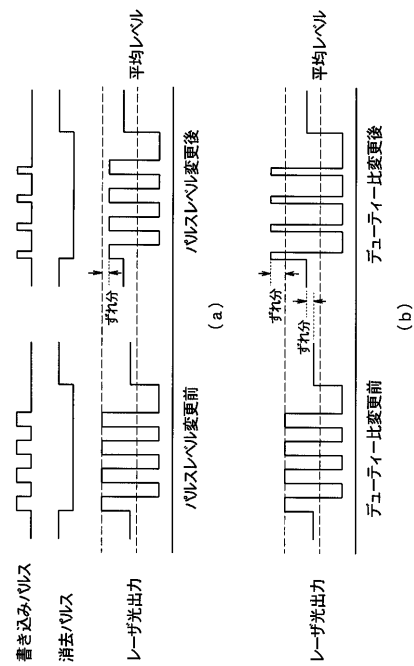 書き込みパルス
消去パルス
レーザ光出力
平均レベル
ずれ分
パルスレベル変更前
パルスレベル変更後
(a)
レーザ光出力
平均レベル
ずれ分
ずれ分
デューティー比変更前
デューティー比変更後
(b)